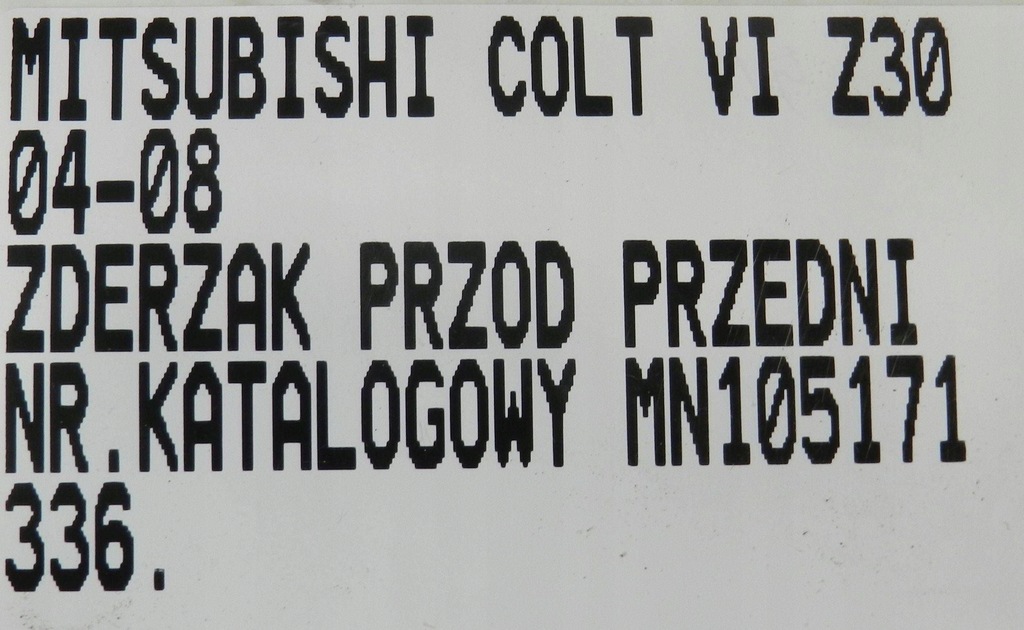 MITSUBISHI COLT VI Z30
04-08
ZDERZAK PRZOD PRZEDNI
NR.KATALOGOWY MN105171
336.